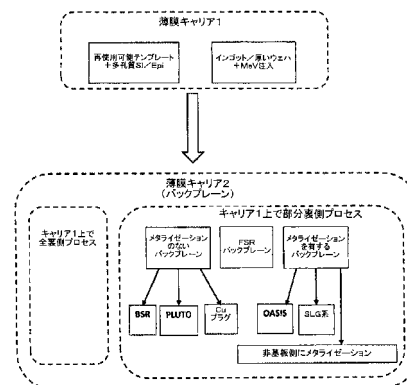 薄膜キャリア1
再使用可能テンプレート
+多孔質Si/Epi
インゴット/厚いウェハ
+MeV注入
薄膜キャリア2
(バックプレーン)
キャリア1上で
全裏側プロセス
キャリア1上で部分裏側プロセス
メタライゼーション
のない
バックプレーン
FSR
バックプレーン
メタライゼーション
を有する
バックプレーン
BSR
PLUTO
Cu
プラグ
OASIS
SLG系
非基板側にメタライゼーション